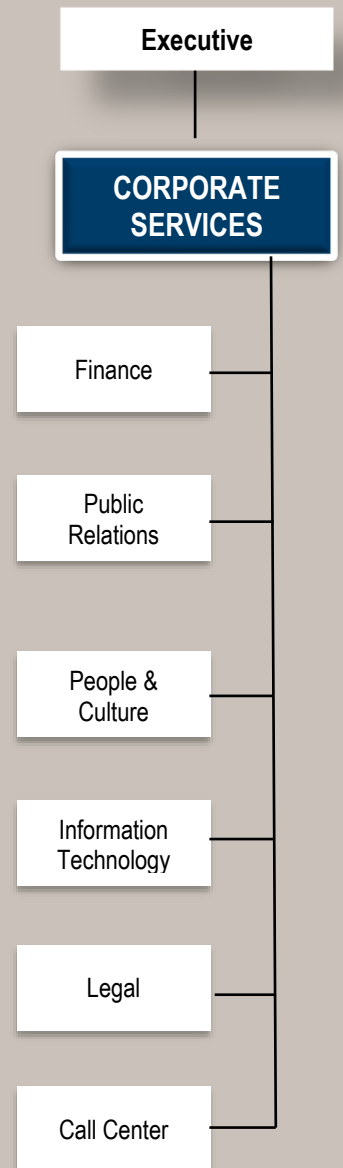 Executive
CORPORATE
SERVICES
Finance
Public
Relations
People &
Culture
Information
Technology
Legal
Call Center